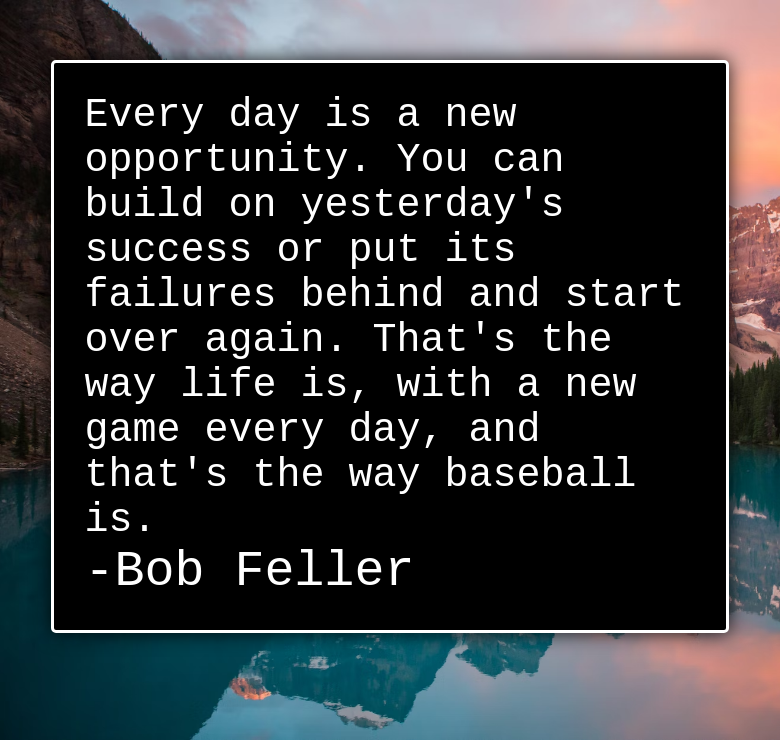 Every day is a new
opportunity. You can
build on yesterday's
success or put its
failures behind and start
over again. That's the
way life is, with a new
game every day, and
that's the way baseball
is.
-Bob Feller